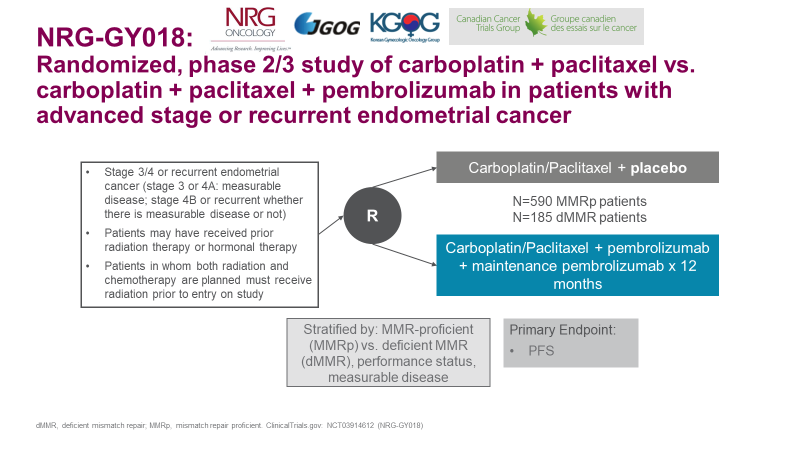 NRG
ONCOLOGY
Advancing Research. Improving Lives.™
JGOG
KGOG
Korean Gynecologic Oncology Group
Canadian Cancer
Trials Group
Groupe canadien
des essais sur le cancer
NRG-GY018:
Randomized, phase 2/3 study of carboplatin + paclitaxel vs.
carboplatin + paclitaxel + pembrolizumab in patients with
advanced stage or recurrent endometrial cancer
• Stage 3/4 or recurrent endometrial
cancer (stage 3 or 4A: measurable
disease; stage 4B or recurrent whether
there is measurable disease or not)
• Patients may have received prior
radiation therapy or hormonal therapy
• Patients in whom both radiation and
chemotherapy are planned must receive
radiation prior to entry on study
R
Carboplatin/Paclitaxel + placebo
N=590 MMRp patients
N=185 dMMR patients
Carboplatin/Paclitaxel + pembrolizumab
+ maintenance pembrolizumab x 12
months
Stratified by: MMR-proficient
(MMRp) vs. deficient MMR
(dMMR), performance status,
measurable disease
Primary Endpoint:
• PFS
dMMR, deficient mismatch repair; MMRp, mismatch repair proficient. ClinicalTrials.gov. NCT03914612 (NRG-GY018)